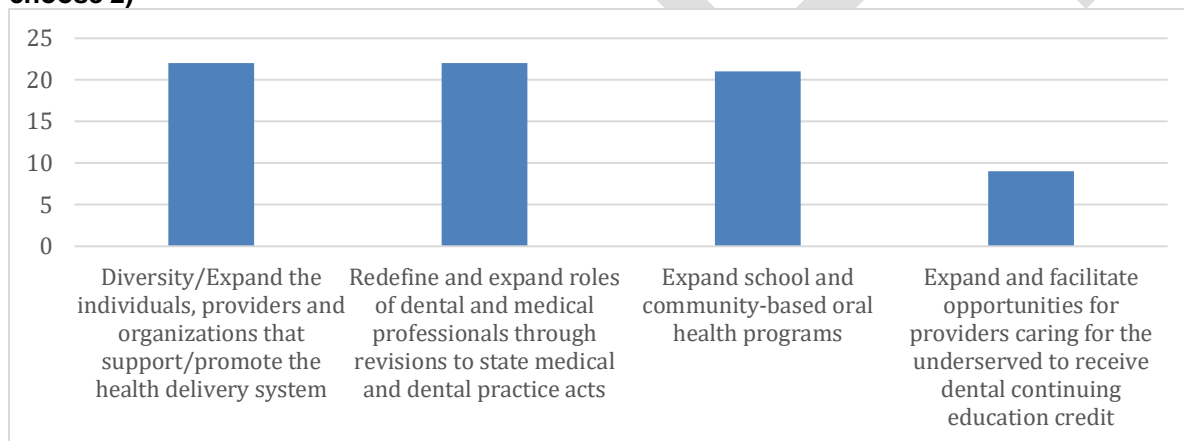 choose 2)
25
20
15
10
5
0
Diversity/Expand the
individuals, providers and
organizations that
support/promote the
health delivery system
Redefine and expand roles
of dental and medical
professionals through
revisions to state medical
and dental practice acts
Expand school and
community-based oral
health programs
Expand and facilitate
opportunities for
providers caring for the
underserved to receive
dental continuing
education credit